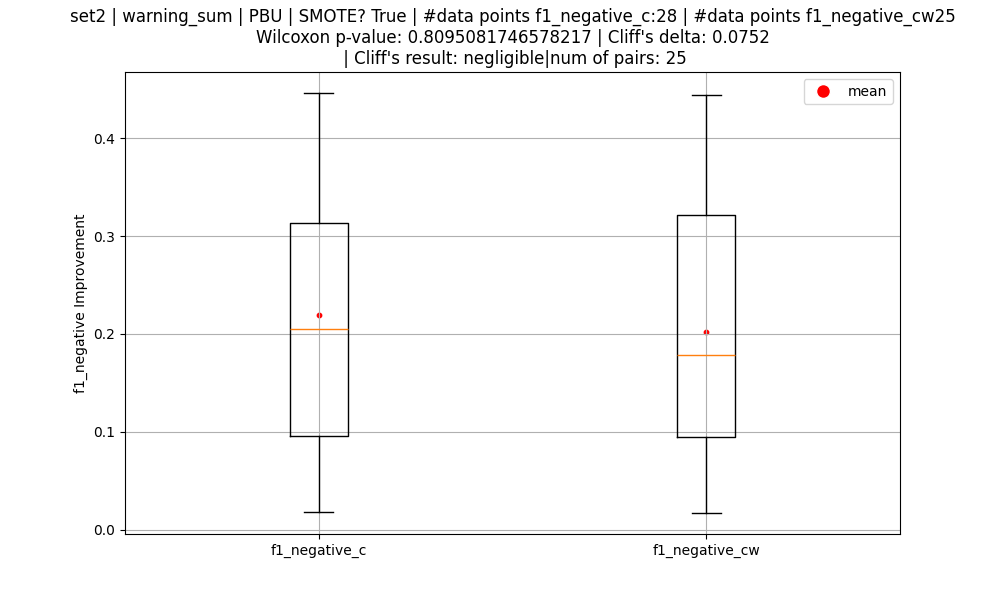 set2 | warning_sum | PBU | SMOTE? True | #data points f1_negative_c:28 | #data points f1_negative_cw25
Wilcoxon p-value: 0.8095081746578217 | Cliff's delta: 0.0752
| Cliff's result: negligible|num of pairs: 25
mean
0.4
0.3
0.2
0.1
0.0
f1_negative Improvement
f1_negative_c
f1_negative_cw